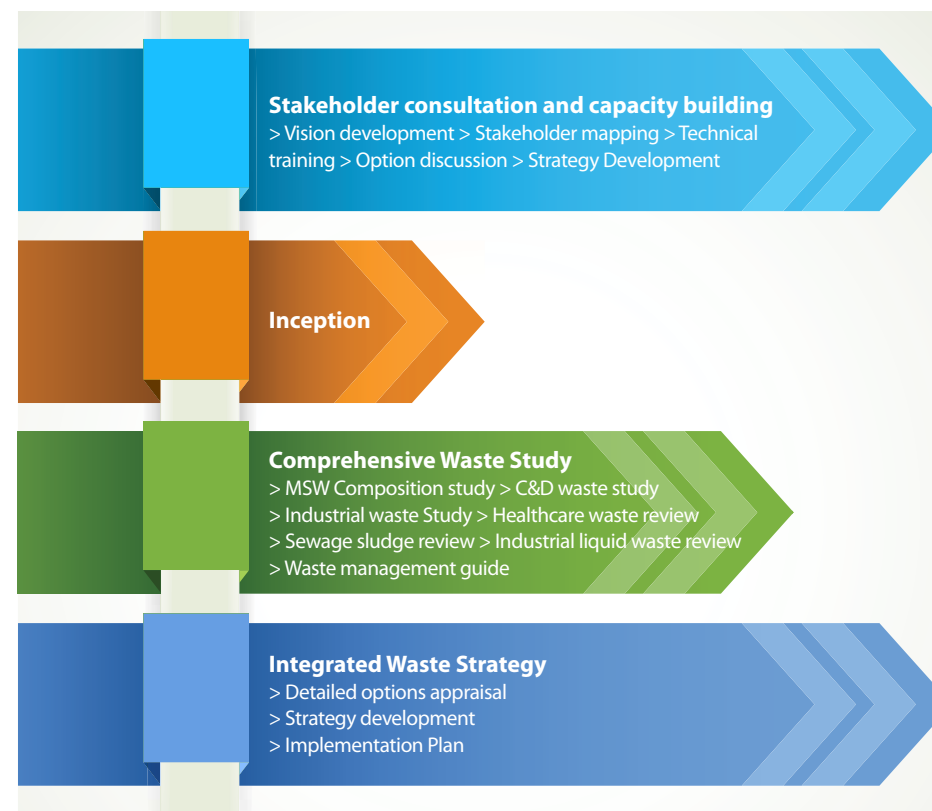 Stakeholder consultation and capacity building
> Vision development > Stakeholder mapping > Technical
training > Option discussion > Strategy Development
Inception
Comprehensive Waste Study
> MSW Composition study > C&D waste study
> Industrial waste Study > Healthcare waste review
> Sewage sludge review > Industrial liquid waste review
> Waste management guide
Integrated Waste Strategy
> Detailed options appraisal
> Strategy development
> Implementation Plan